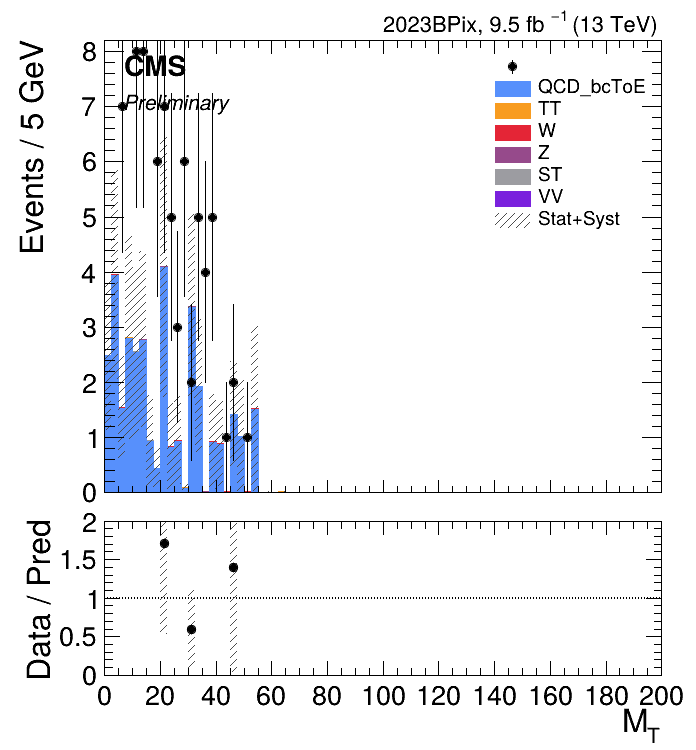 2023BPix, 9.5 fb⁻¹ (13 TeV)
Events / 5 GeV
8
7
6
5
4
3
2
1
0
CMS
Preliminary
QCD_bcToE
TT
W
Z
ST
VV
Stat+Syst
Data / Pred
2
1.5
1
0.5
0
0 20 40 60 80 100 120 140 160 180 200
M_T